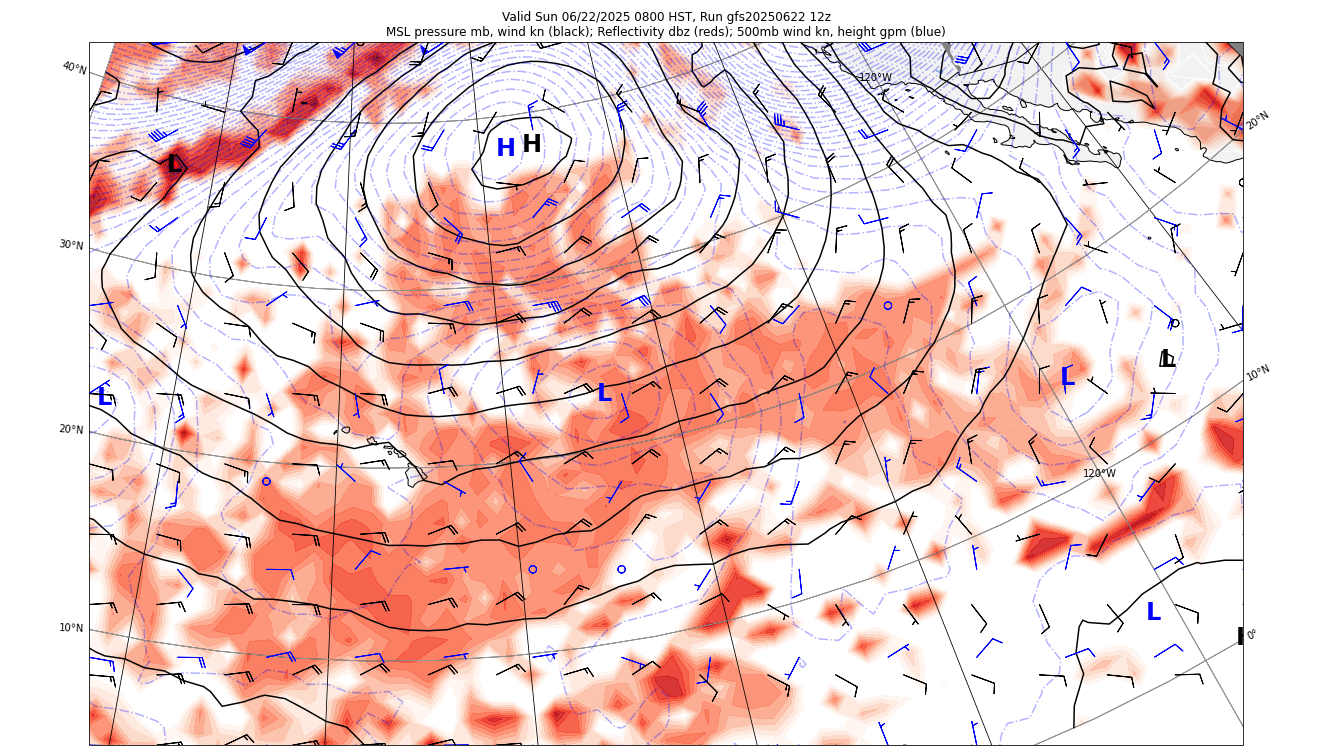 Valid Sun 06/22/2025 0800 HST, Run gfs20250622 12z
MSL pressure mb, wind kn (black); Reflectivity dbz (reds); 500mb wind kn, height gpm (blue)
40°N
120°W
20°N
H H
L
30°N
L
10°N
L
L
L
20°N
120°W
L
10°N
0°